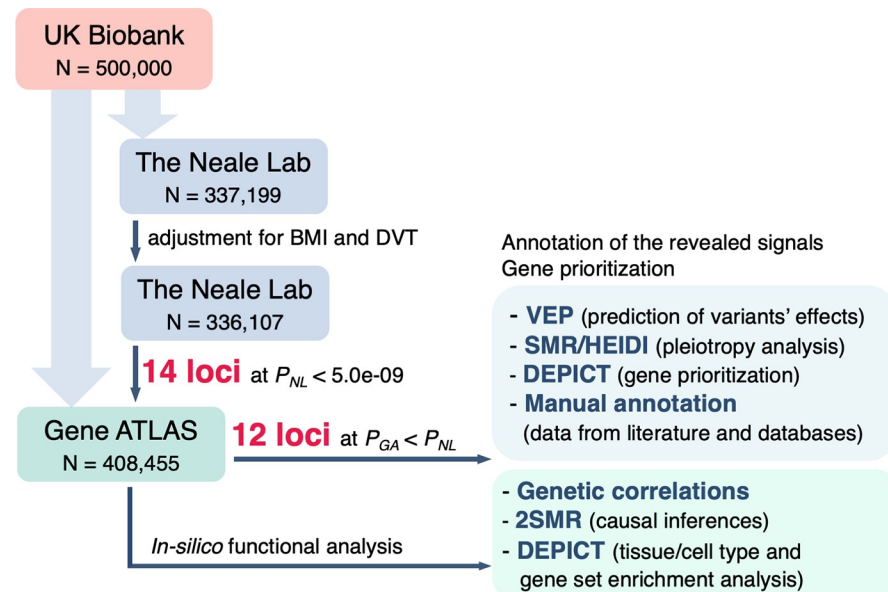 UK Biobank
N = 500,000
The Neale Lab
N = 337,199
adjustment for BMI and DVT
The Neale Lab
N = 336,107
14 loci at PNL < 5.0e-09
Gene ATLAS
N = 408,455
12 loci at PGA < PNL
In-silico functional analysis
Annotation of the revealed signals
Gene prioritization
- VEP (prediction of variants' effects)
- SMR/HEIDI (pleiotropy analysis)
- DEPICT (gene prioritization)
- Manual annotation
(data from literature and databases)
- Genetic correlations
- 2SMR (causal inferences)
- DEPICT (tissue/cell type and
gene set enrichment analysis)